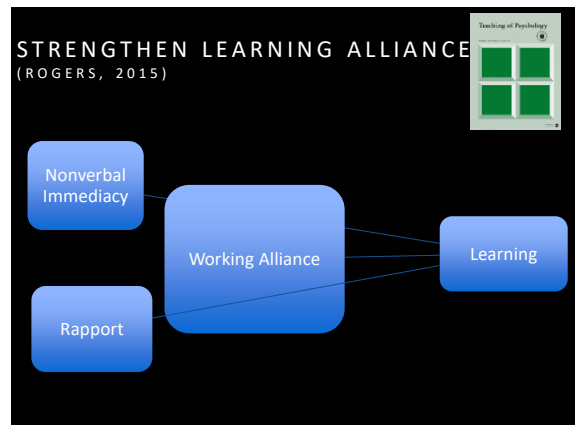 STRENGTHEN LEARNING ALLIANCE
(ROGERS, 2015)
Teaching of Psychology
Nonverbal
Immediacy
Working Alliance
Learning
Rapport